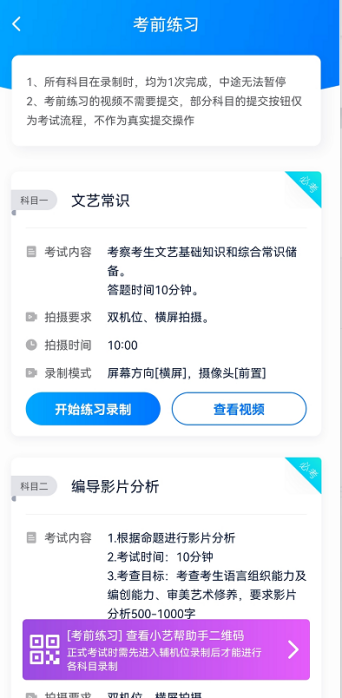 考前练习
1、所有科目在录制时，均为1次完成，中途无法暂停
2、考前练习的视频不需要提交，部分科目的提交按钮仅
为考试流程，不作为真实提交操作
必考
科目一
文艺常识
考试内容
考察考生文艺基础知识和综合常识储
备。
答题时间10分钟。
拍摄要求
双机位、横屏拍摄。
拍摄时间
10:00
录制模式
屏幕方向[横屏]，摄像头[前置]
开始练习录制
查看视频
必考
科目二
编导影片分析
考试内容
1.根据命题进行影片分析
2.考试时间：10分钟
3.考查目标：考查考生语言组织能力及
编创能力、审美艺术修养，要求影片
分析500-1000字
[考前练习] 查看小艺帮助手二维码
正式考试时需先进入辅机位录制后才能进行
各科目录制
拍摄要求
双机位、横屏拍摄。